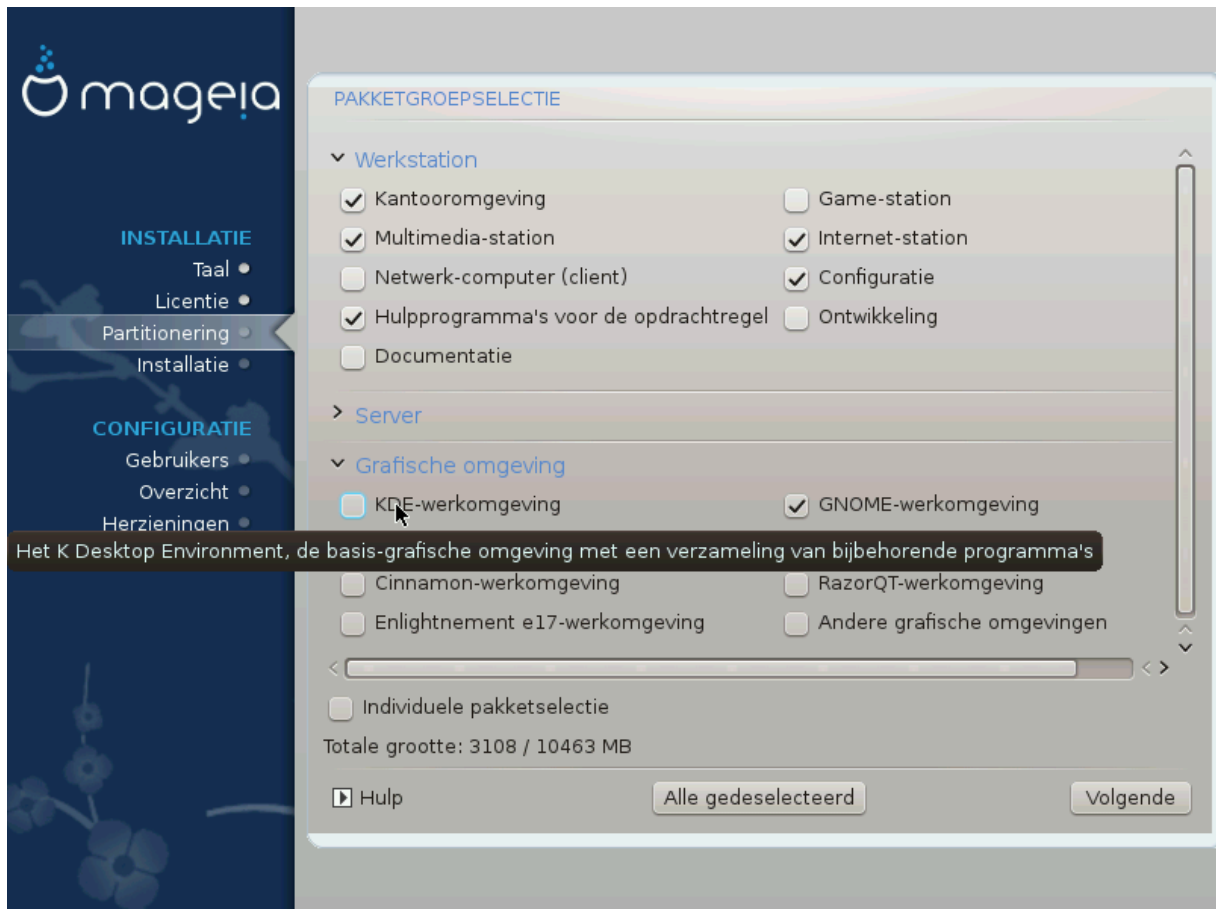 mageia
INSTALLATIE
Taal
Licentie
Partitionering
Installatie
CONFIGURATIE
Gebruikers
Overzicht
Herzieningen
PAKKETGROEPSELECTIE
Werkstation
Kantooromgeving
Game-station
Multimedia-station
Internet-station
Netwerk-computer (client)
Configuratie
Hulpprogramma's voor de opdrachtregel
Ontwikkeling
Documentatie
Server
Grafische omgeving
KDE-werkomgeving
GNOME-werkomgeving
Het K Desktop Environment, de basis-grafische omgeving met een verzameling van bijbehorende programma's
Cinnamon-werkomgeving
RazorQT-werkomgeving
Enlightnement e17-werkomgeving
Andere grafische omgevingen
Individuele pakketselectie
Totale grootte: 3108 / 10463 MB
Hulp
Alle gedeselecteerd
Volgende